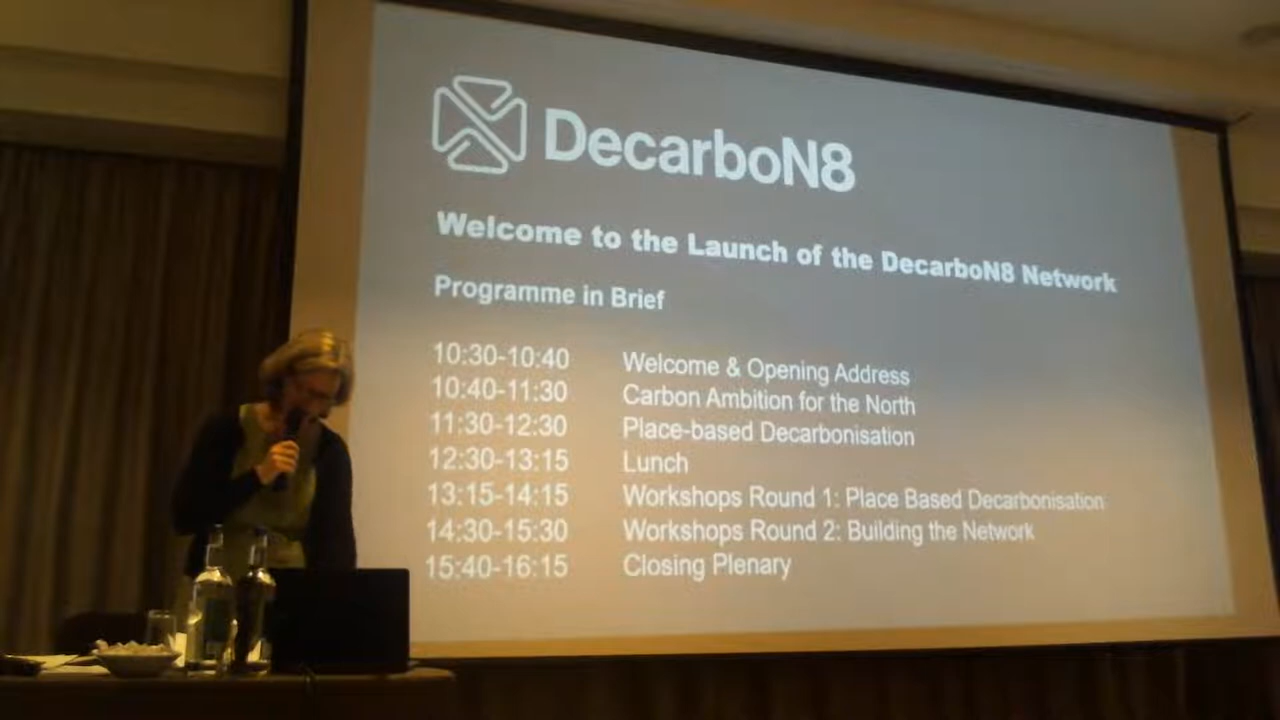 DecarboN8
Welcome to the Launch of the DecarboN8 Network
Programme in Brief
10:30-10:40 Welcome & Opening Address
10:40-11:30 Carbon Ambition for the North
11:30-12:30 Place-based Decarbonisation
12:30-13:15 Lunch
13:15-14:15 Workshops Round 1: Place Based Decarbonisation
14:30-15:30 Workshops Round 2: Building the Network
15:40-16:15 Closing Plenary